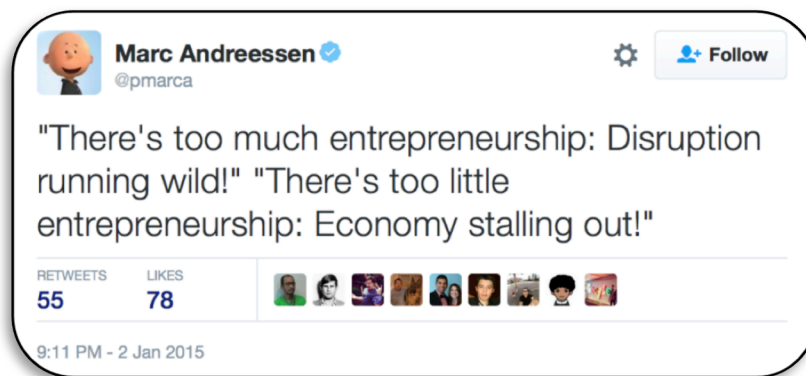 Marc Andreessen
@pmarca
Follow
"There's too much entrepreneurship: Disruption
running wild!" "There's too little
entrepreneurship: Economy stalling out!"
RETWEETS LIKES
55 78
9:11 PM - 2 Jan 2015